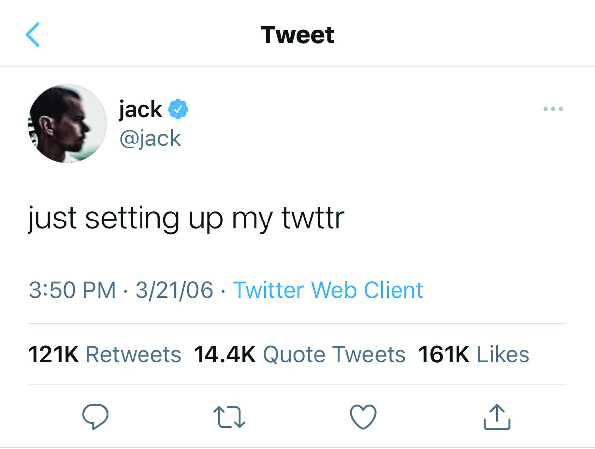 Tweet
jack
@jack
just setting up my twttr
3:50 PM · 3/21/06 · Twitter Web Client
121K Retweets 14.4K Quote Tweets 161K Likes